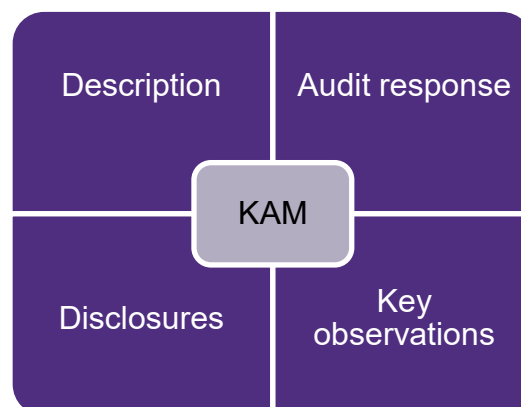 Description
Audit response
KAM
Disclosures
Key
observations